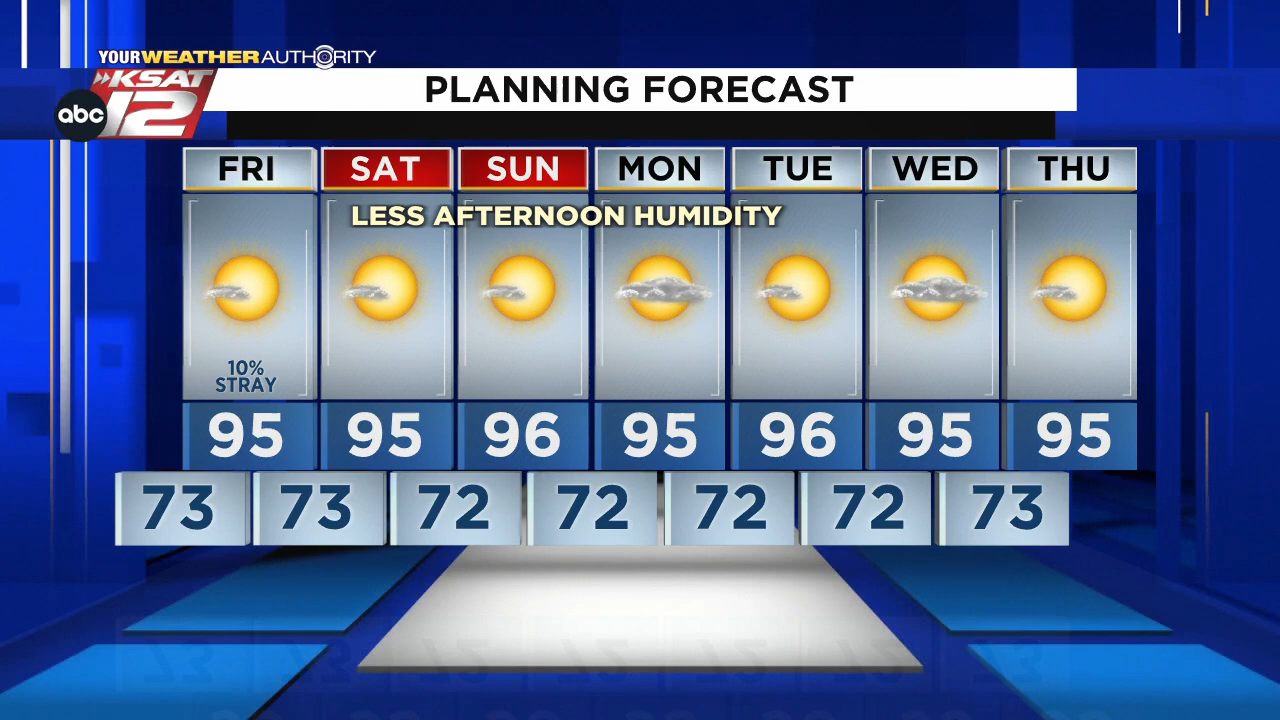 YOURWEATHERAUTHORITY
KSAT
abc 12
PLANNING FORECAST
FRI SAT SUN MON TUE WED THU
LESS AFTERNOON HUMIDITY
10%
STRAY
95 95 96 95 96 95 95
73 73 72 72 72 72 73